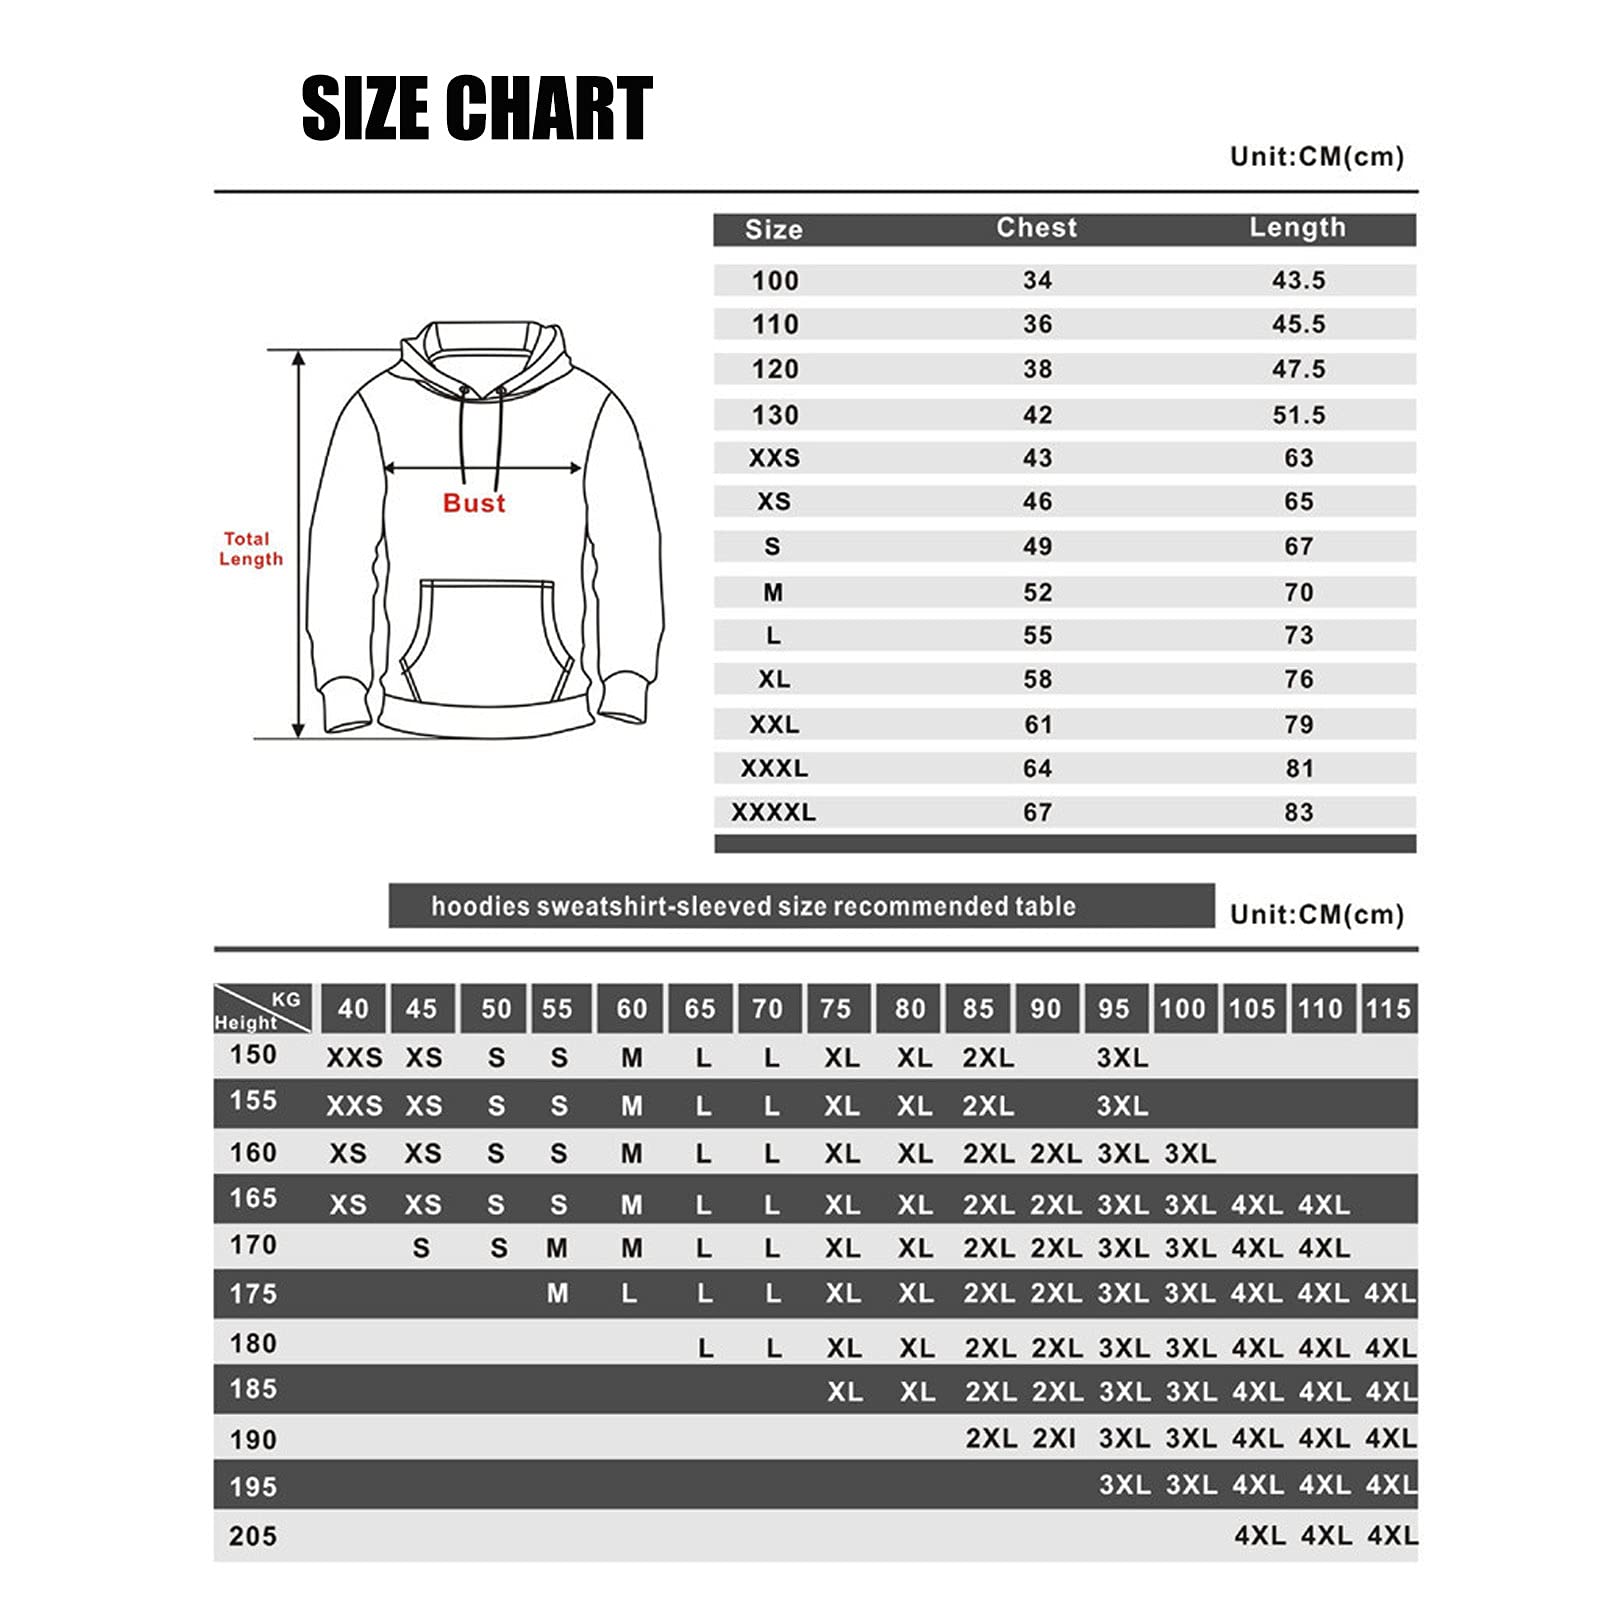 SIZE CHART
Unit:CM(cm)
Size Chest Length
100 34 43.5
110 36 45.5
120 38 47.5
130 42 51.5
XXS 43 63
XS 46 65
S 49 67
M 52 70
L 55 73
XL 58 76
XXL 61 79
XXXL 64 81
XXXXL 67 83
Bust
Total
Length
hoodies sweatshirt-sleeved size recommended table
Unit:CM(cm)
KG
Height
40 45 50 55 60 65 70 75 80 85 90 95 100 105 110 115
150 XXS XS S S M L L XL XL 2XL 3XL
155 XXS XS S S M L L XL XL 2XL 3XL
160 XS XS S S M L L XL XL 2XL 2XL 3XL 3XL
165 XS XS S S M L L XL XL 2XL 2XL 3XL 3XL 4XL 4XL
170 S S M M L L XL XL 2XL 2XL 3XL 3XL 4XL 4XL
175 M L L L XL XL 2XL 2XL 3XL 3XL 4XL 4XL 4XL
180 L L XL XL 2XL 2XL 3XL 3XL 4XL 4XL 4XL
185 XL XL 2XL 2XL 3XL 3XL 4XL 4XL 4XL
190 2XL 2XI 3XL 3XL 4XL 4XL 4XL
195 3XL 3XL 4XL 4XL 4XL
205 4XL 4XL 4XL